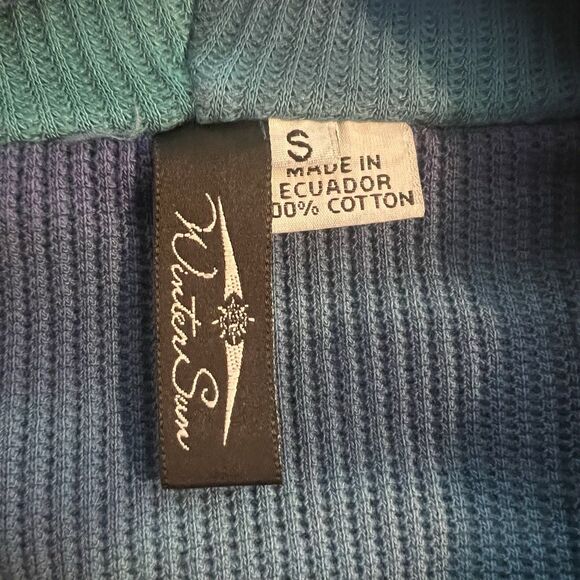 Winter Sun
S
MADE IN
ECUADOR
00% COTTON